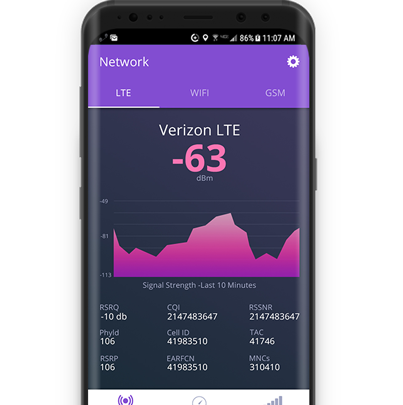 86% 11:07 AM
Network
LTE WIFI GSM
Verizon LTE
-63
dBm
-49
-81
-113
Signal Strength -Last 10 Minutes
RSRQ CQI RSSNR
-10 db 2147483647 2147483647
PhyId Cell ID TAC
106 41983510 41746
RSRP EARFCN MNCs
106 41983510 310410